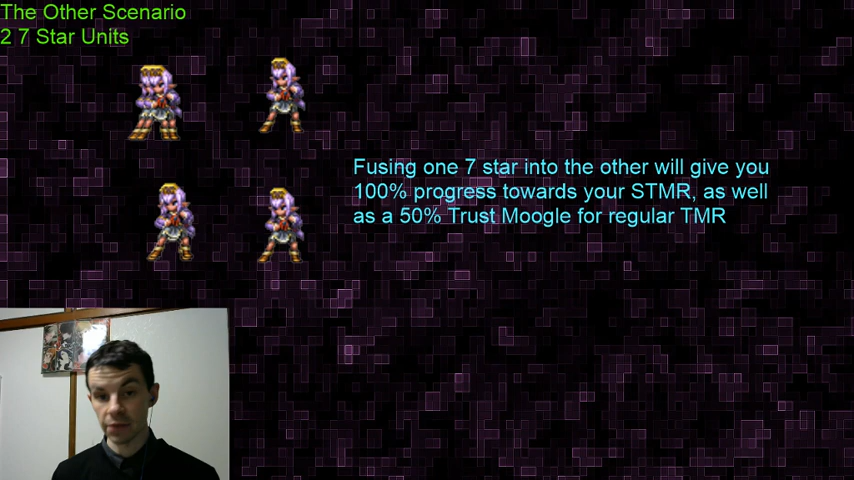 The Other Scenario
2 7 Star Units
Fusing one 7 star into the other will give you
100% progress towards your STMR, as well
as a 50% Trust Moogle for regular TMR